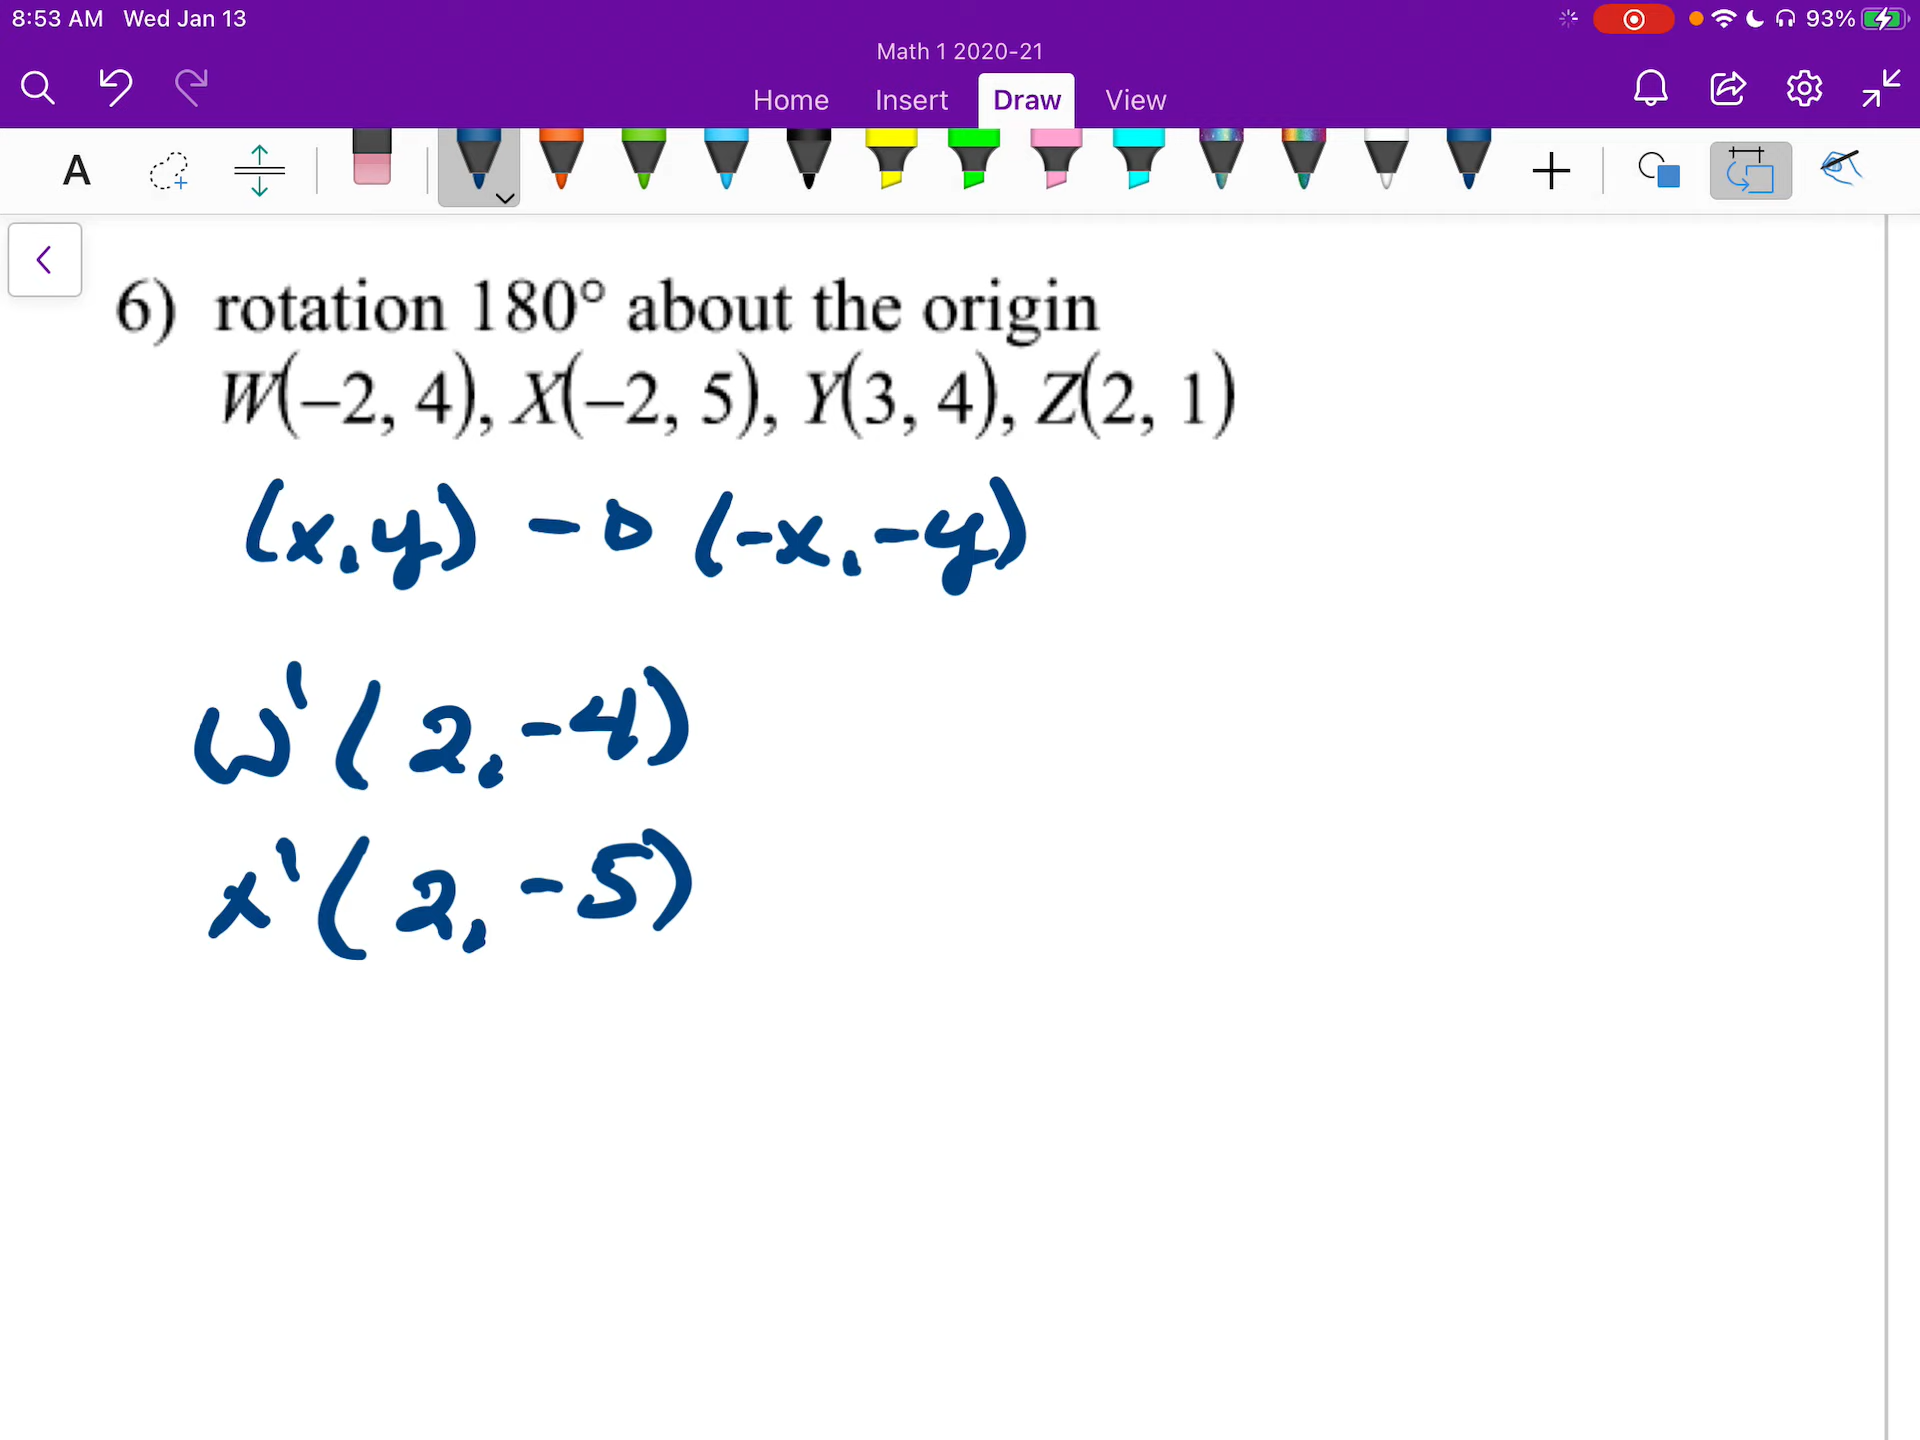 8:53 AM Wed Jan 13 93%
Math 1 2020-21
Home Insert Draw View
A
6) rotation 180° about the origin
W(–2, 4), X(–2, 5), Y(3, 4), Z(2, 1)
(x,y) → (-x,-y)
W'(2,-4)
X'(2,-5)